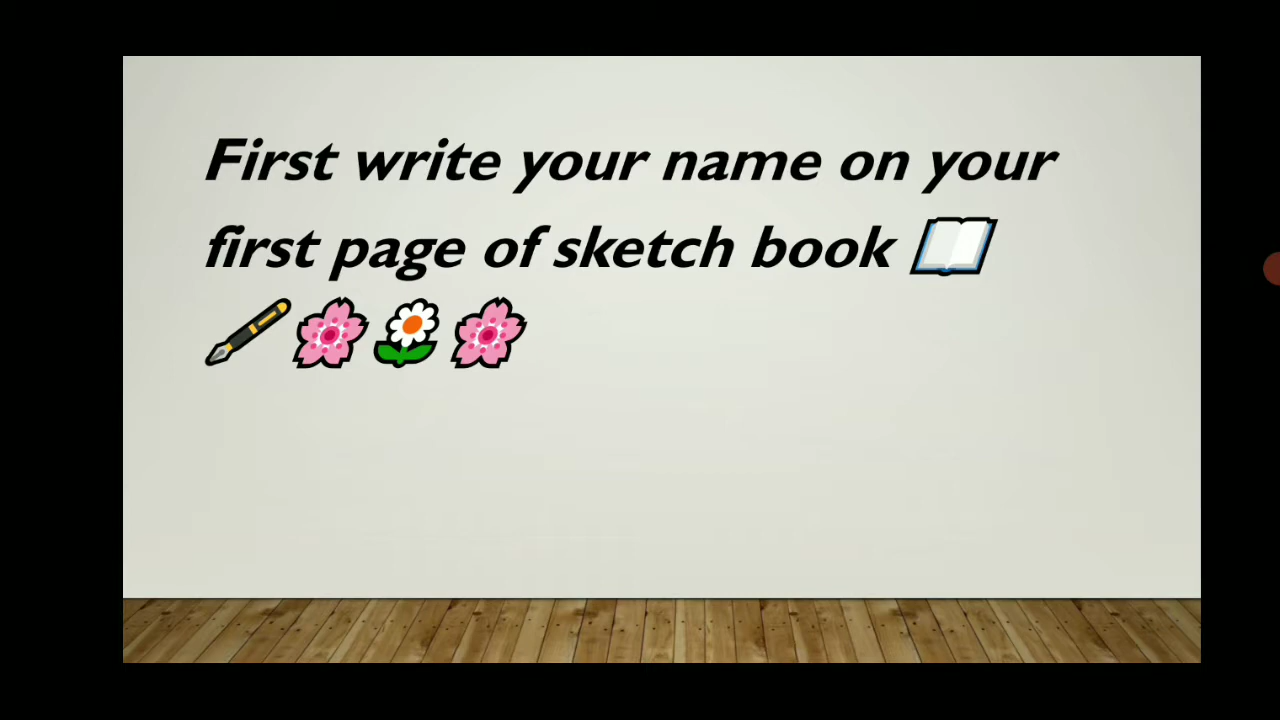 First write your name on your
first page of sketch book 📖
🖋🌸🌼🌸